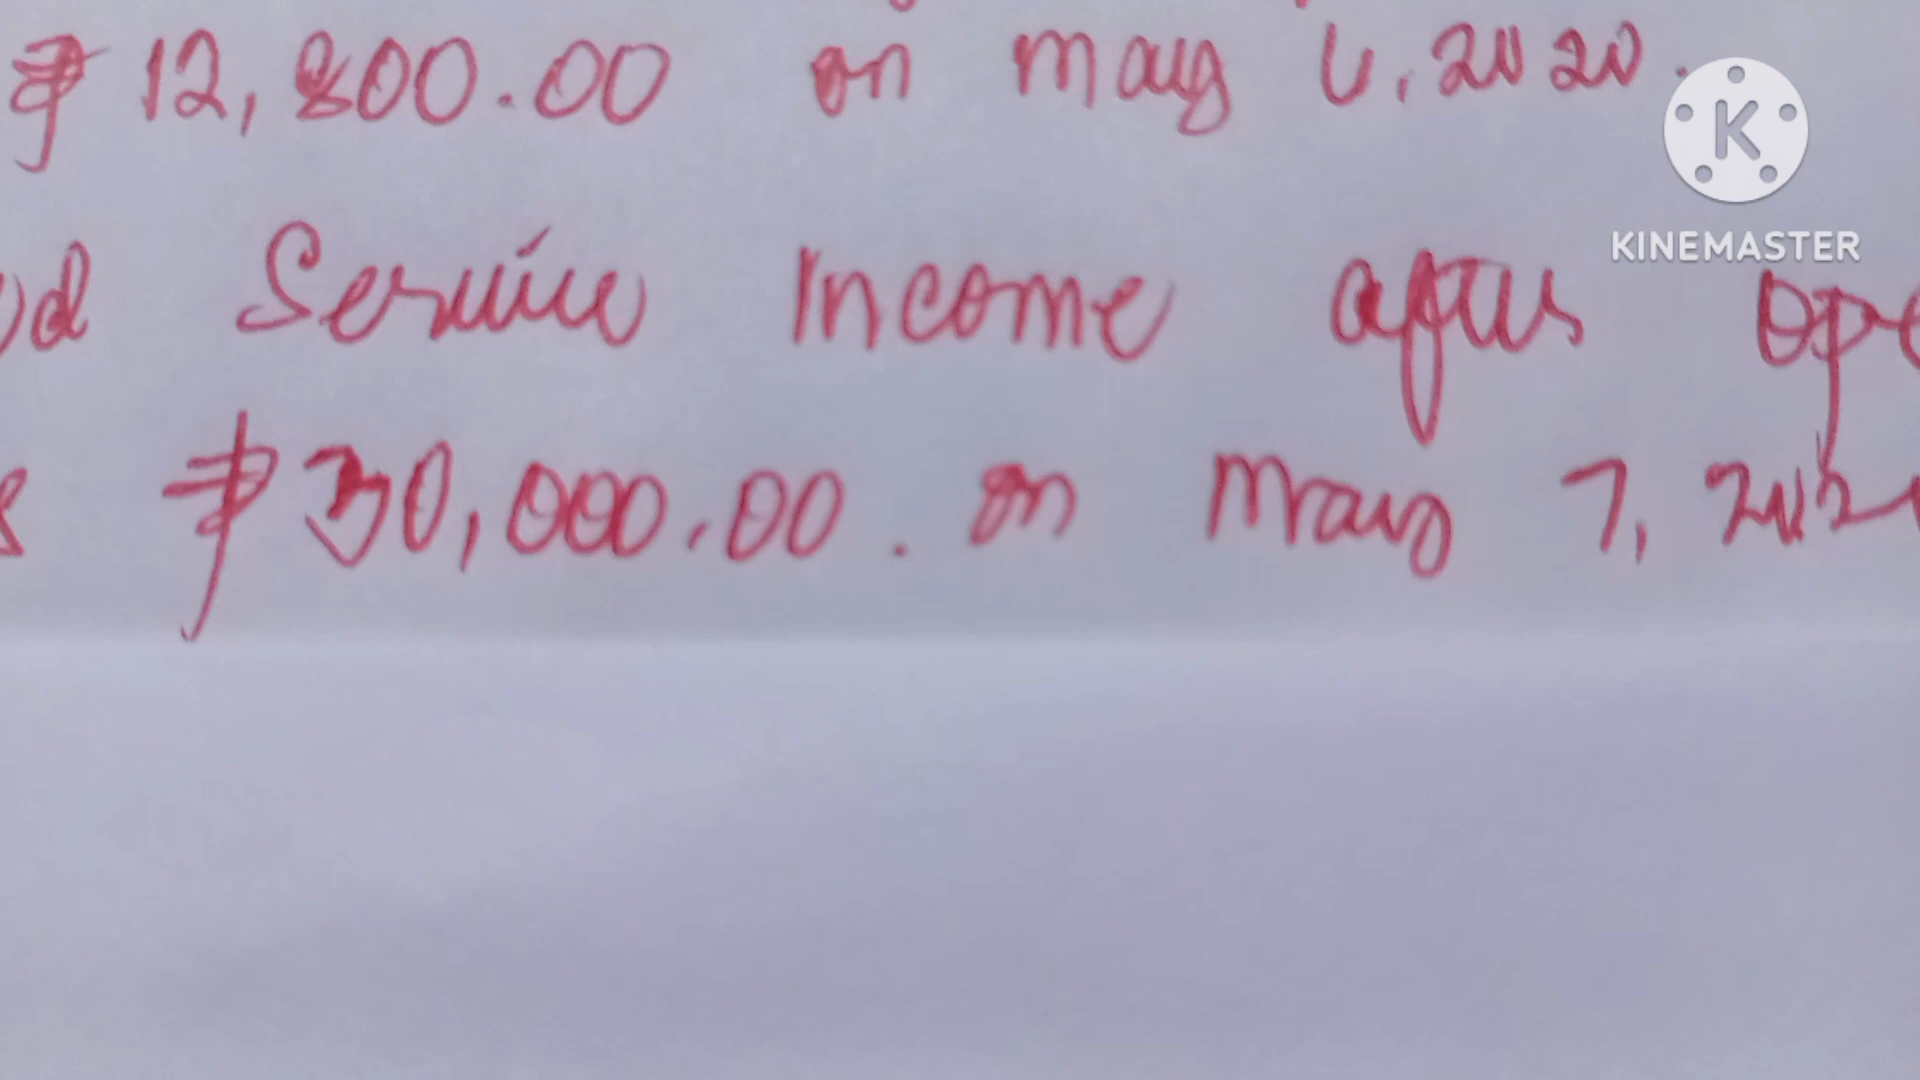 ₱ 12,800.00 on may 6, 2020.
K
KINEMASTER
Service Income after
₱30,000.00. on may 7,